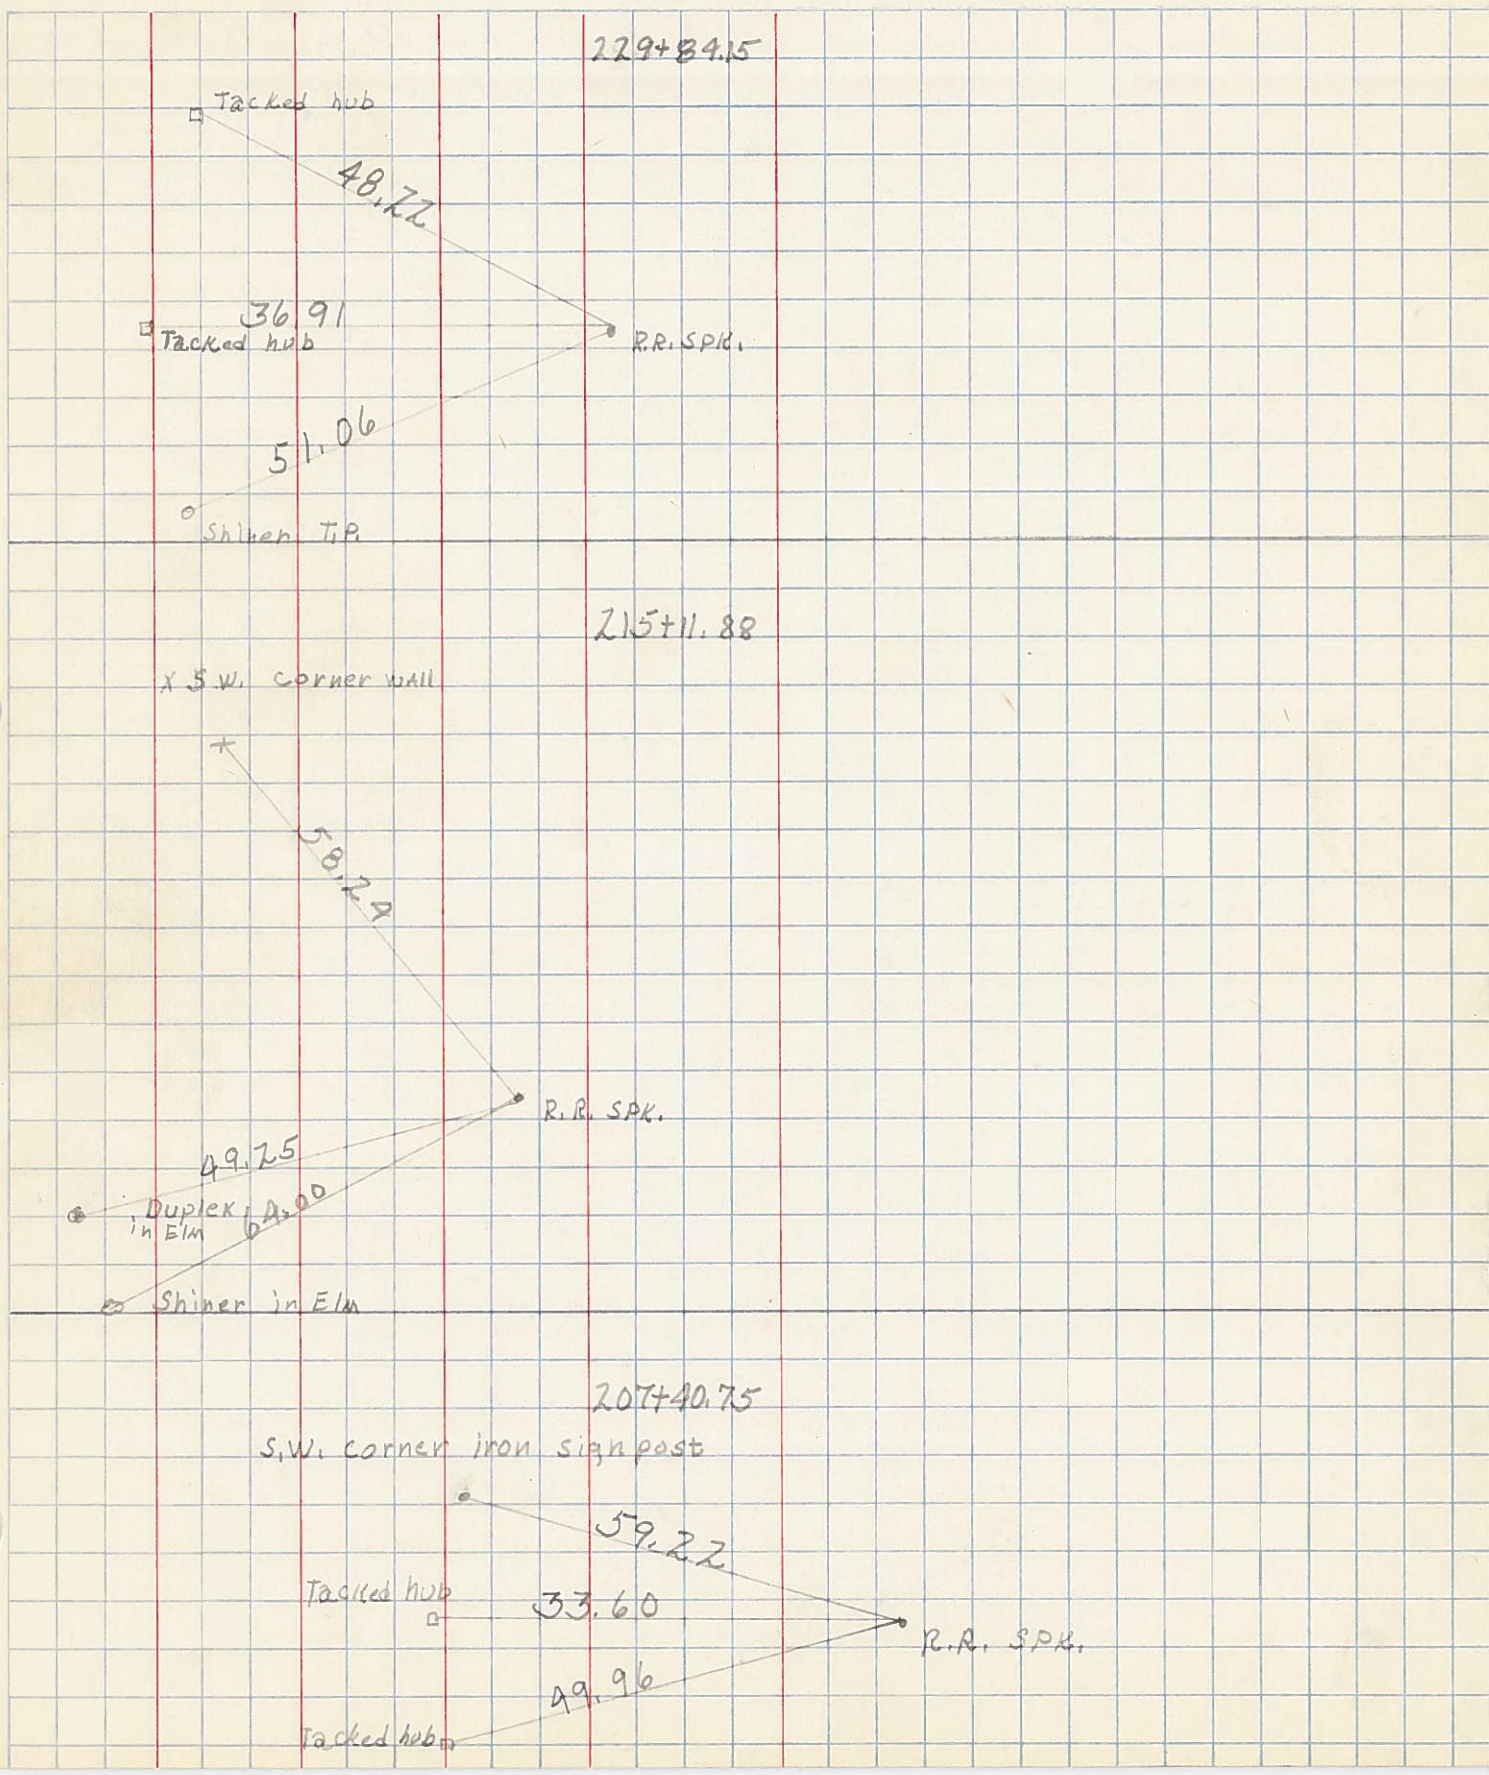 229+84.15
Tacked hub
48.22
36.91
Tacked hub
R.R. SPK.
51.06
Shiner T.P.
215+11.88
X S.W. corner wall
58.24
R.R. SPK.
49.25
Duplex
in Elm
64.00
Shiner in Elm
207+40.75
S.W. corner iron sign post
59.22
Tacked hub
33.60
R.R. SPK.
49.96
Tacked hub